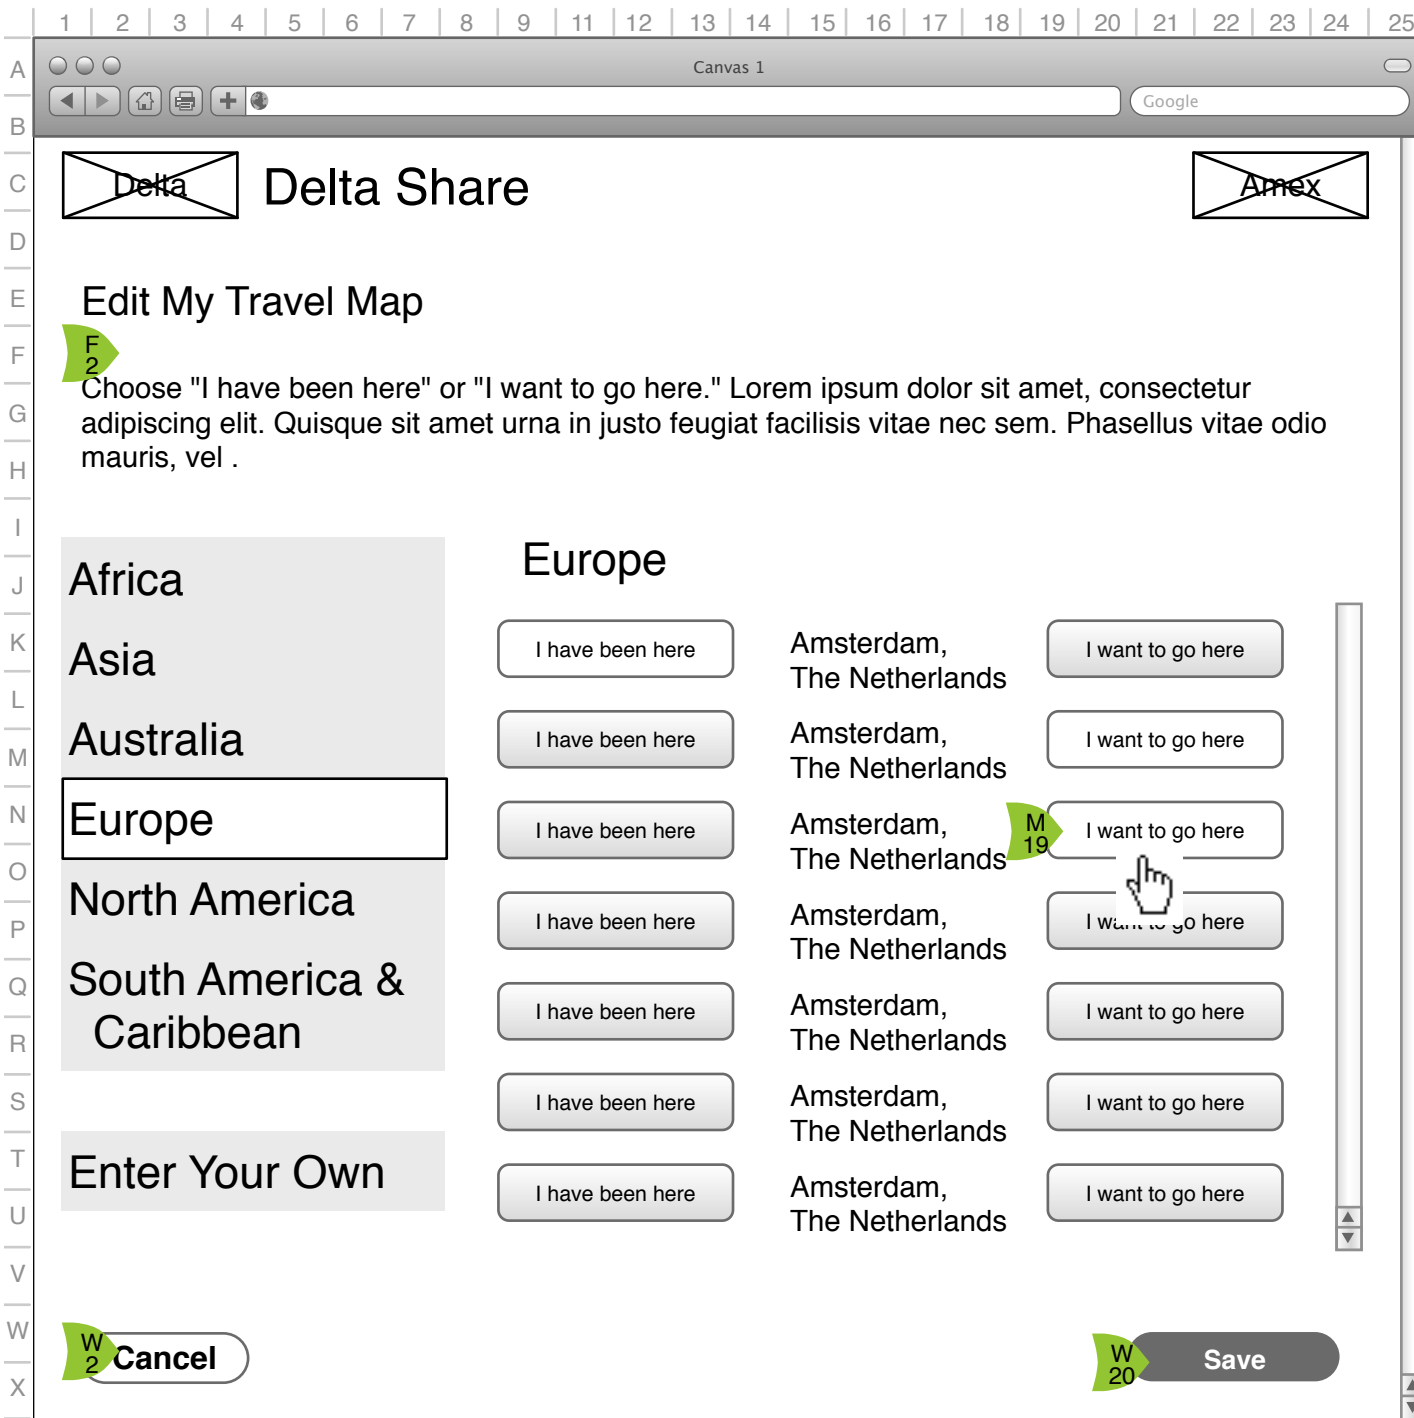 1 2 3 4 5 6 7 8 9 11 12 13 14 15 16 17 18 19 20 21 22 23 24 25
A
Canvas 1
B
Google
C
Delta
Delta Share
Amex
D
E
Edit My Travel Map
F
F
2
Choose "I have been here" or "I want to go here." Lorem ipsum dolor sit amet, consectetur
G
adipiscing elit. Quisque sit amet urna in justo feugiat facilisis vitae nec sem. Phasellus vitae odio
mauris, vel .
H
I
J
K
L
M
N
O
P
Q
R
S
T
U
V
W
X
Africa
Asia
Australia
Europe
North America
South America &
Caribbean
Enter Your Own
Europe
I have been here
Amsterdam,
The Netherlands
I want to go here
I have been here
Amsterdam,
The Netherlands
I want to go here
I have been here
Amsterdam,
The Netherlands
M
19
I want to go here
I have been here
Amsterdam,
The Netherlands
I want to go here
I have been here
Amsterdam,
The Netherlands
I want to go here
I have been here
Amsterdam,
The Netherlands
I want to go here
I have been here
Amsterdam,
The Netherlands
I want to go here
W
2
Cancel
W
20
Save